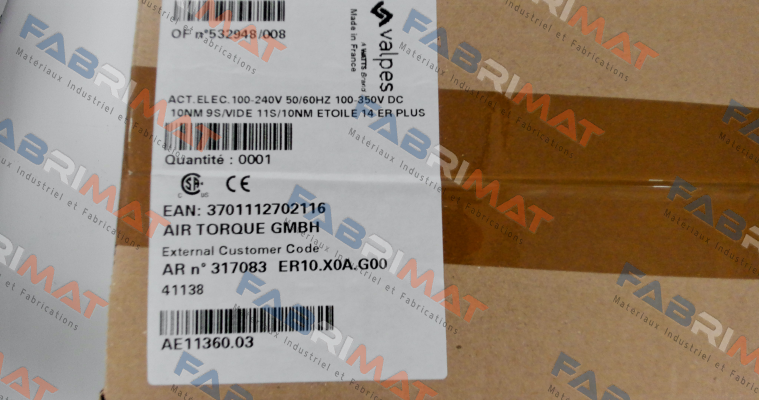 OF n°532948/008
valpes
A WATTS Brand
Made in France
ACT.ELEC.100-240V 50/60HZ 100-350V DC
10NM 9S/VIDE 11S/10NM ETOILE 14 ER PLUS
Quantité : 0001
CSA
C US
CE
EAN: 3701112702116
AIR TORQUE GMBH
External Customer Code
AR n° 317083 ER10.X0A.G00
41138
AE11360.03
FABRIMAT
Materiaux Industriel et Fabrications